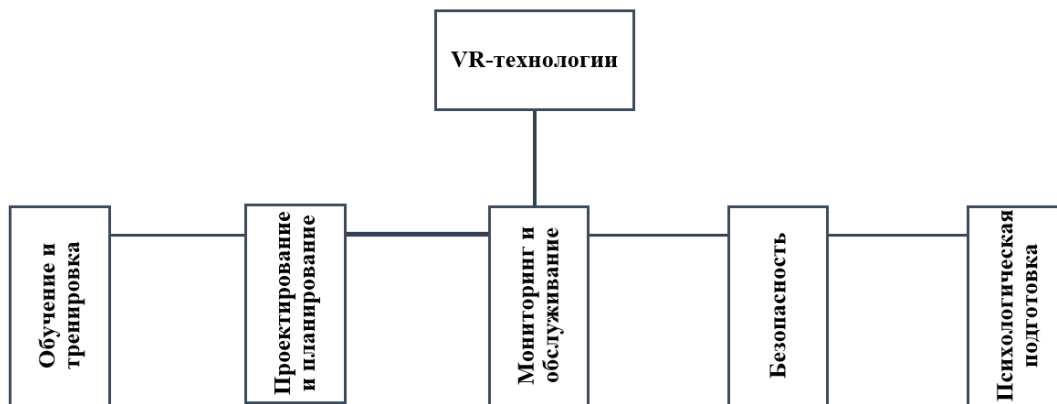 VR-технологии
Обучение и
тренировка
Проектирование
и планирование
Мониторинг и
обслуживание
Безопасность
Психологическая
подготовка